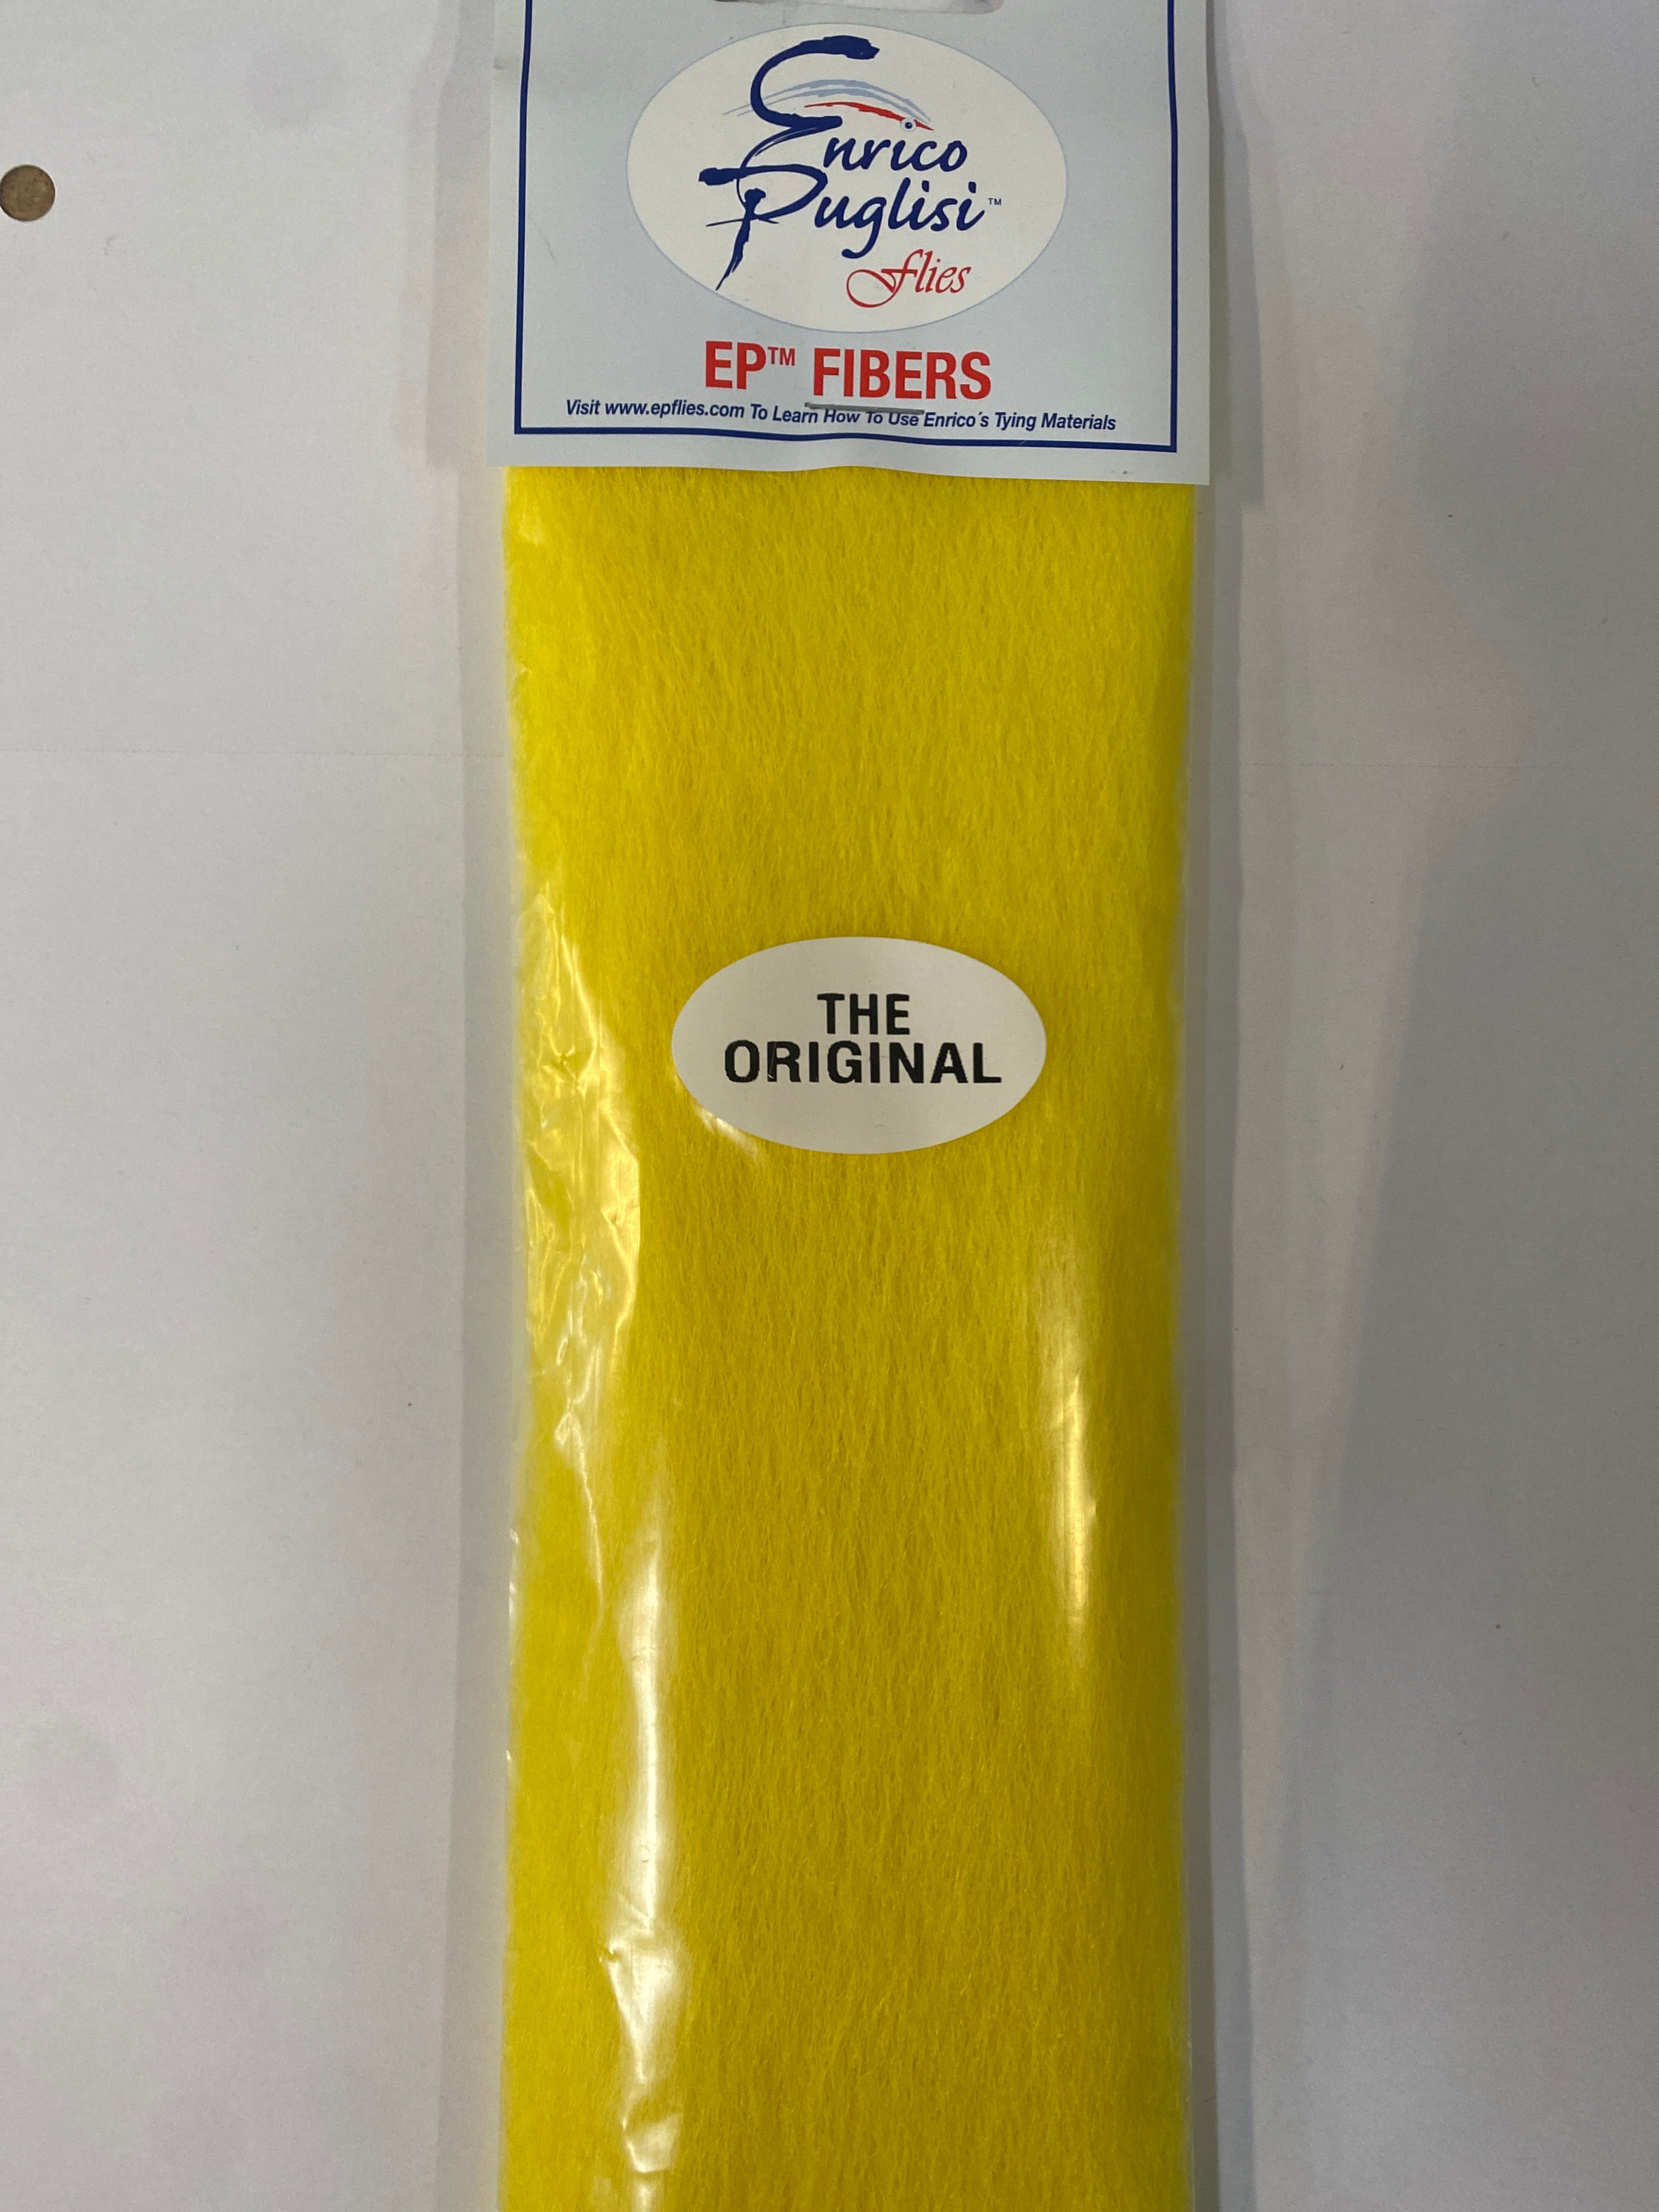 Enrico
Puglisi™
flies
EP™ FIBERS
Visit www.epflies.com To Learn How To Use Enrico´s Tying Materials
THE
ORIGINAL